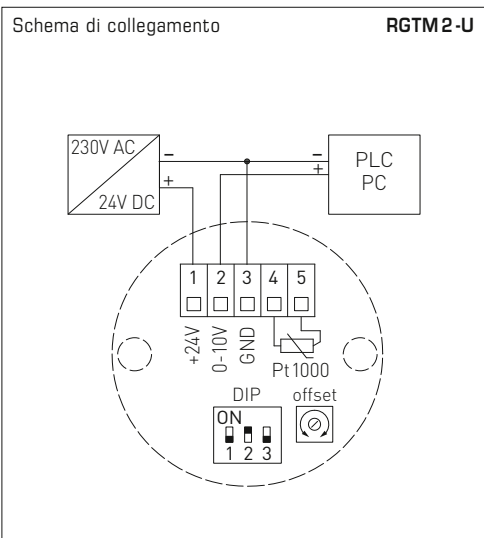 Schema di collegamento RGTM 2-U
230V AC
24V DC
–
+
–
+
PLC
PC
1 2 3 4 5
+24V
0-10V
GND
Pt1000
DIP
offset
ON
1 2 3